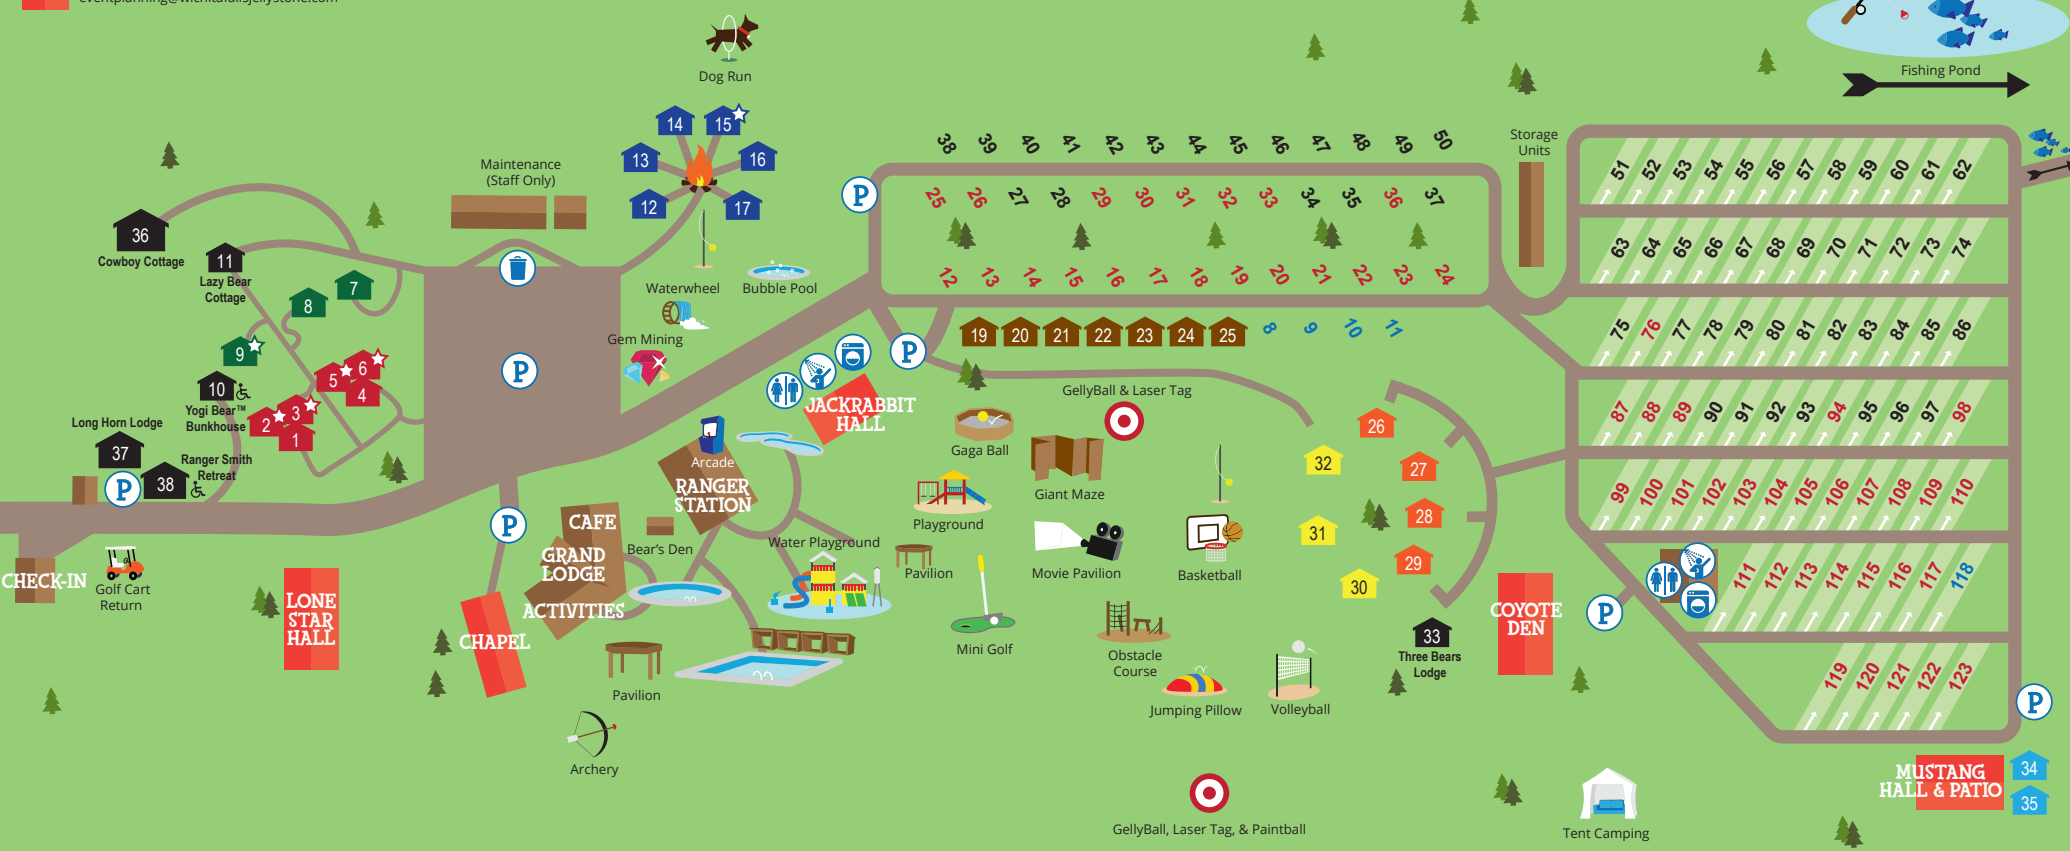 eventplanning@wichitafallsjellystone.com
Dog Run
Fishing Pond
14
15
13
16
12
17
Maintenance
(Staff Only)
Storage
Units
38 39 40 41 42 43 44 45 46 47 48 49 50
P
25 26 27 28 29 30 31 32 33 34 35 36 37
12 13 14 15 16 17 18 19 20 21 22 23 24
51 52 53 54 55 56 57 58 59 60 61 62
63 64 65 66 67 68 69 70 71 72 73 74
75 76 77 78 79 80 81 82 83 84 85 86
87 88 89 90 91 92 93 94 95 96 97 98
99 100 101 102 103 104 105 106 107 108 109 110
111 112 113 114 115 116 117 118
119 120 121 122 123
36
Cowboy Cottage
11
Lazy Bear
Cottage
7
8
9
Waterwheel
Bubble Pool
Gem Mining
P
P
19 20 21 22 23 24 25 8 9 10 11
5
6
4
10
Yogi Bear™
Bunkhouse
2
3
1
Long Horn Lodge
37
Ranger Smith
Retreat
P
38
JACKRABBIT
HALL
GellyBall & Laser Tag
Gaga Ball
Giant Maze
26
32
27
28
31
29
30
Arcade
RANGER
STATION
Playground
P
CAFE
GRAND
LODGE
ACTIVITIES
Bear's Den
Water Playground
Pavilion
Movie Pavilion
Basketball
CHECK-IN
Golf Cart
Return
LONE
STAR
HALL
CHAPEL
Pavilion
Mini Golf
Obstacle
Course
Jumping Pillow
Volleyball
33
Three Bears
Lodge
COYOTE
DEN
P
P
Archery
GellyBall, Laser Tag, & Paintball
Tent Camping
MUSTANG
HALL & PATIO
34
35